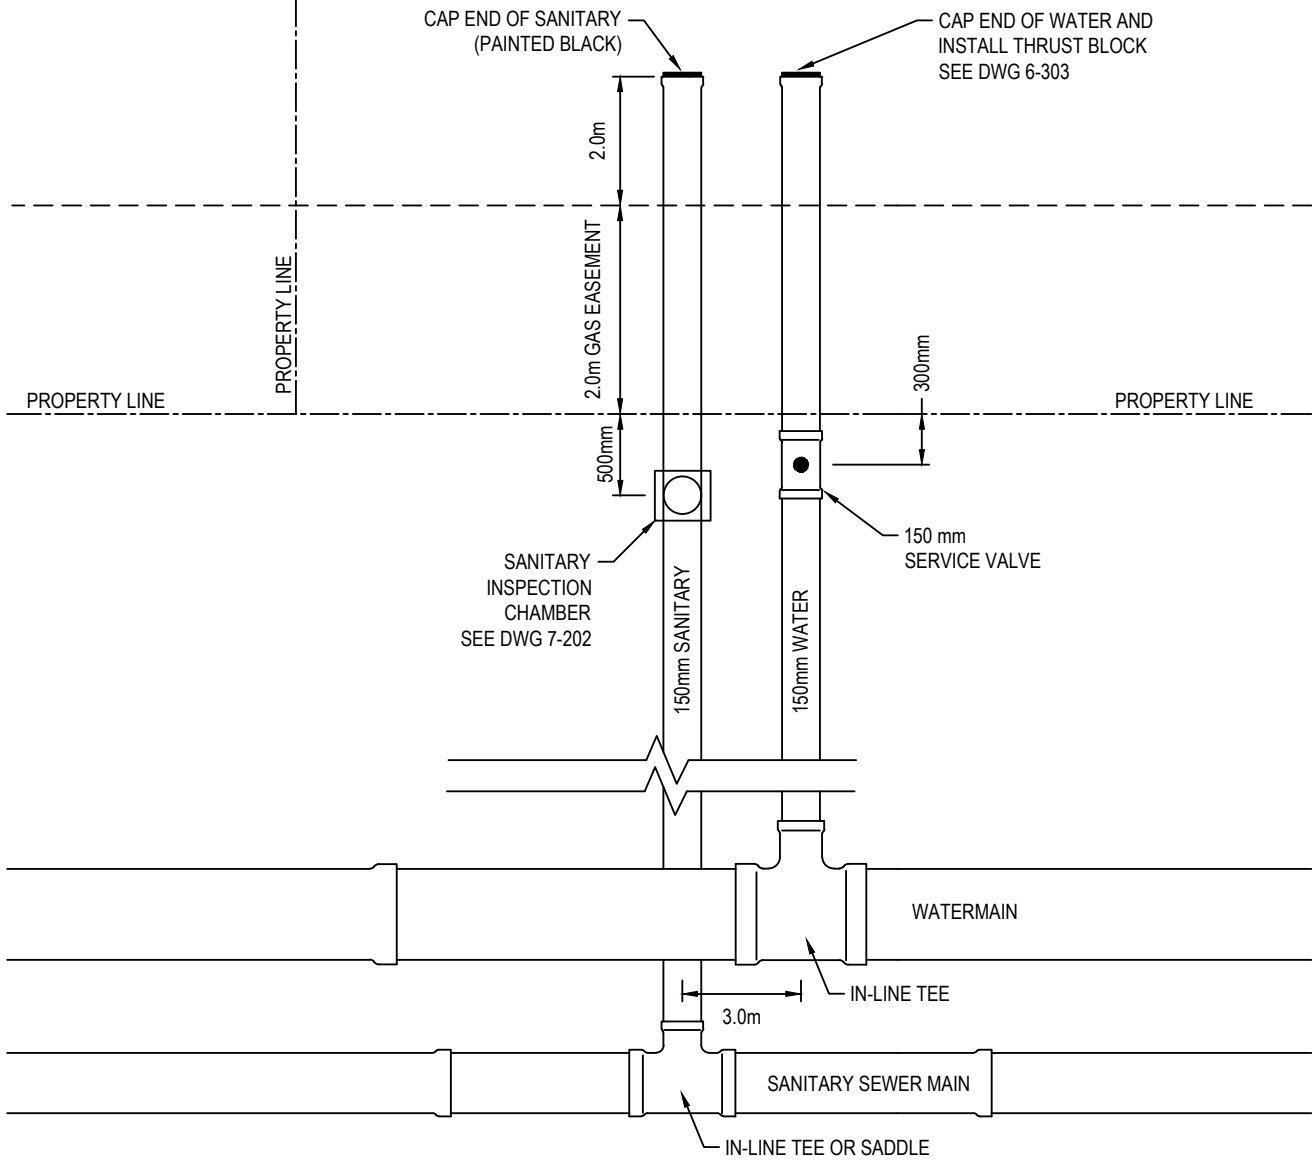 CAP END OF SANITARY
(PAINTED BLACK)
CAP END OF WATER AND
INSTALL THRUST BLOCK
SEE DWG 6-303
2.0m
PROPERTY LINE
2.0m GAS EASEMENT
300mm
PROPERTY LINE
PROPERTY LINE
500mm
150 mm
SERVICE VALVE
SANITARY
INSPECTION
CHAMBER
SEE DWG 7-202
150mm SANITARY
150mm WATER
WATERMAIN
IN-LINE TEE
3.0m
SANITARY SEWER MAIN
IN-LINE TEE OR SADDLE